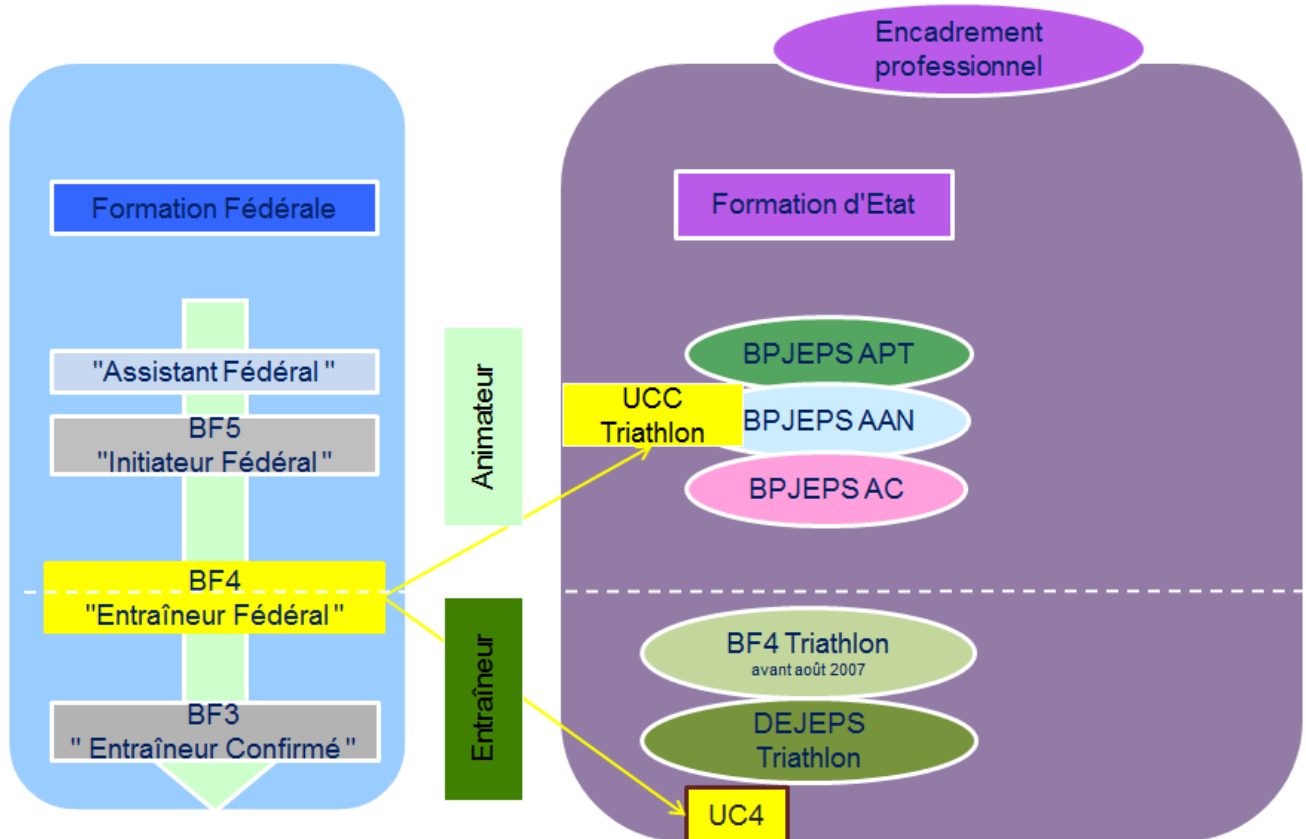 Encadrement
professionnel
Formation Fédérale
Formation d'Etat
"Assistant Fédéral "
BF5
"Initiateur Fédéral"
BF4
"Entraîneur Fédéral "
BF3
" Entraîneur Confirmé "
Animateur
Entraîneur
UCC
Triathlon
BPJEPS APT
BPJEPS AAN
BPJEPS AC
BF4 Triathlon
avant août 2007
DEJEPS
Triathlon
UC4